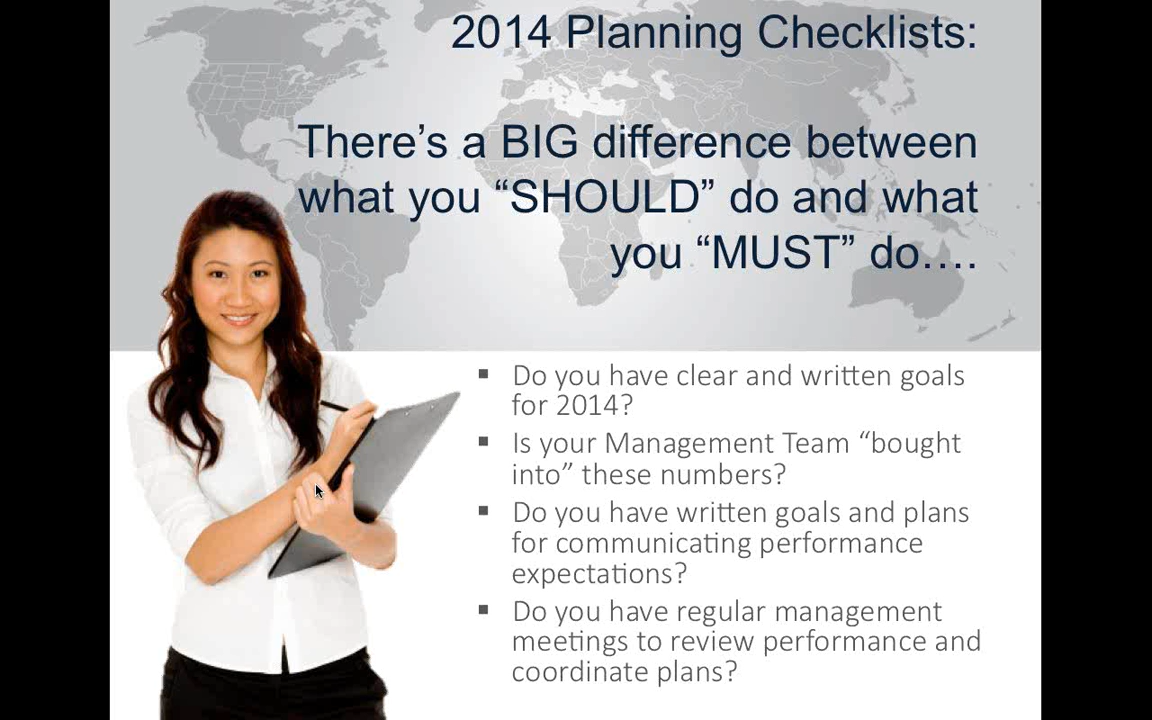 2014 Planning Checklists:
There’s a BIG difference between
what you “SHOULD” do and what
you “MUST” do….
▪ Do you have clear and written goals
for 2014?
▪ Is your Management Team “bought
into” these numbers?
▪ Do you have written goals and plans
for communicating performance
expectations?
▪ Do you have regular management
meetings to review performance and
coordinate plans?